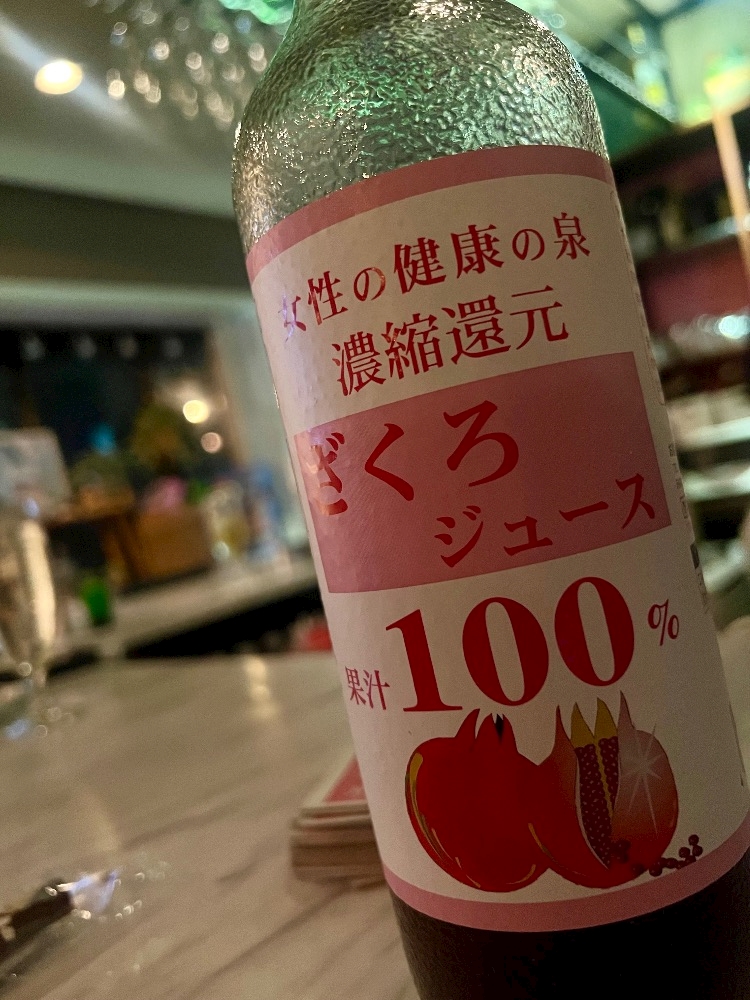 女性の健康の泉
濃縮還元
ざくろ
ジュース
果汁100%